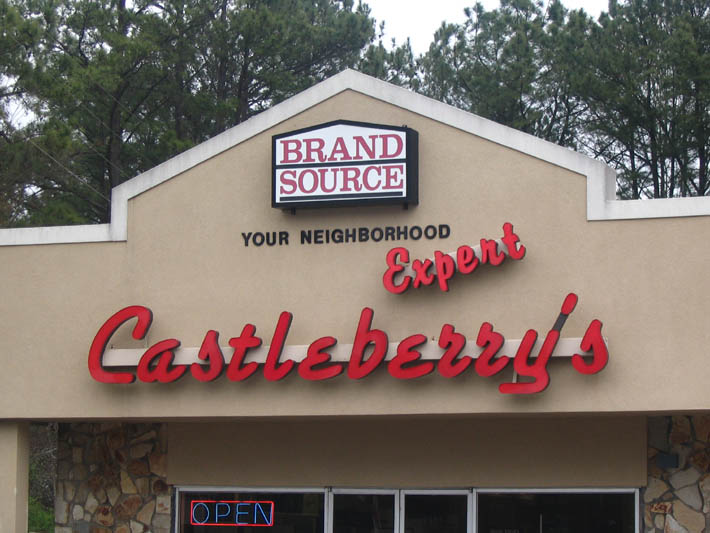 BRAND
SOURCE
YOUR NEIGHBORHOOD
Expert
Castleberry's
OPEN